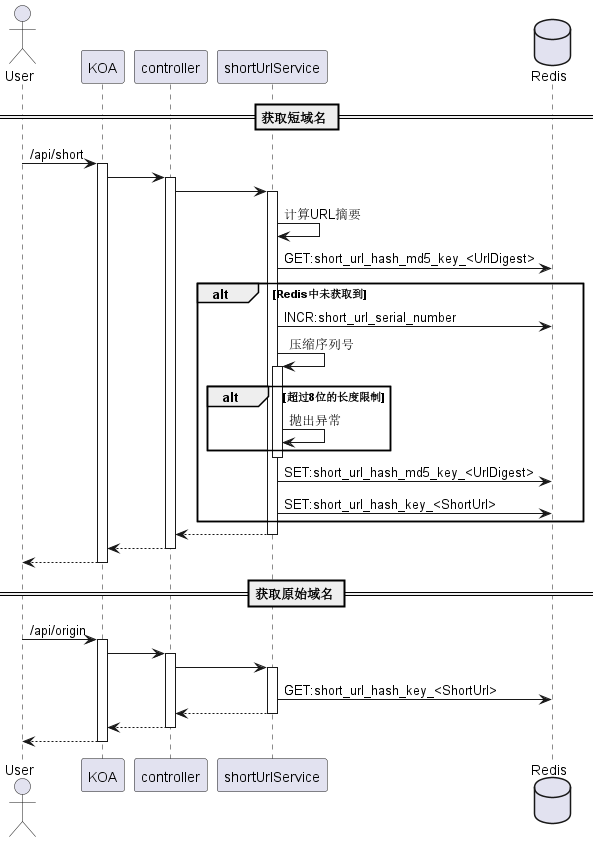 User
KOA
controller
shortUrlService
Redis
获取短域名
/api/short
计算URL摘要
GET:short_url_hash_md5_key_<UrlDigest>
alt
[Redis中未获取到]
INCR:short_url_serial_number
压缩序列号
alt
[超过8位的长度限制]
抛出异常
SET:short_url_hash_md5_key_<UrlDigest>
SET:short_url_hash_key_<ShortUrl>
获取原始域名
/api/origin
GET:short_url_hash_key_<ShortUrl>
User
KOA
controller
shortUrlService
Redis